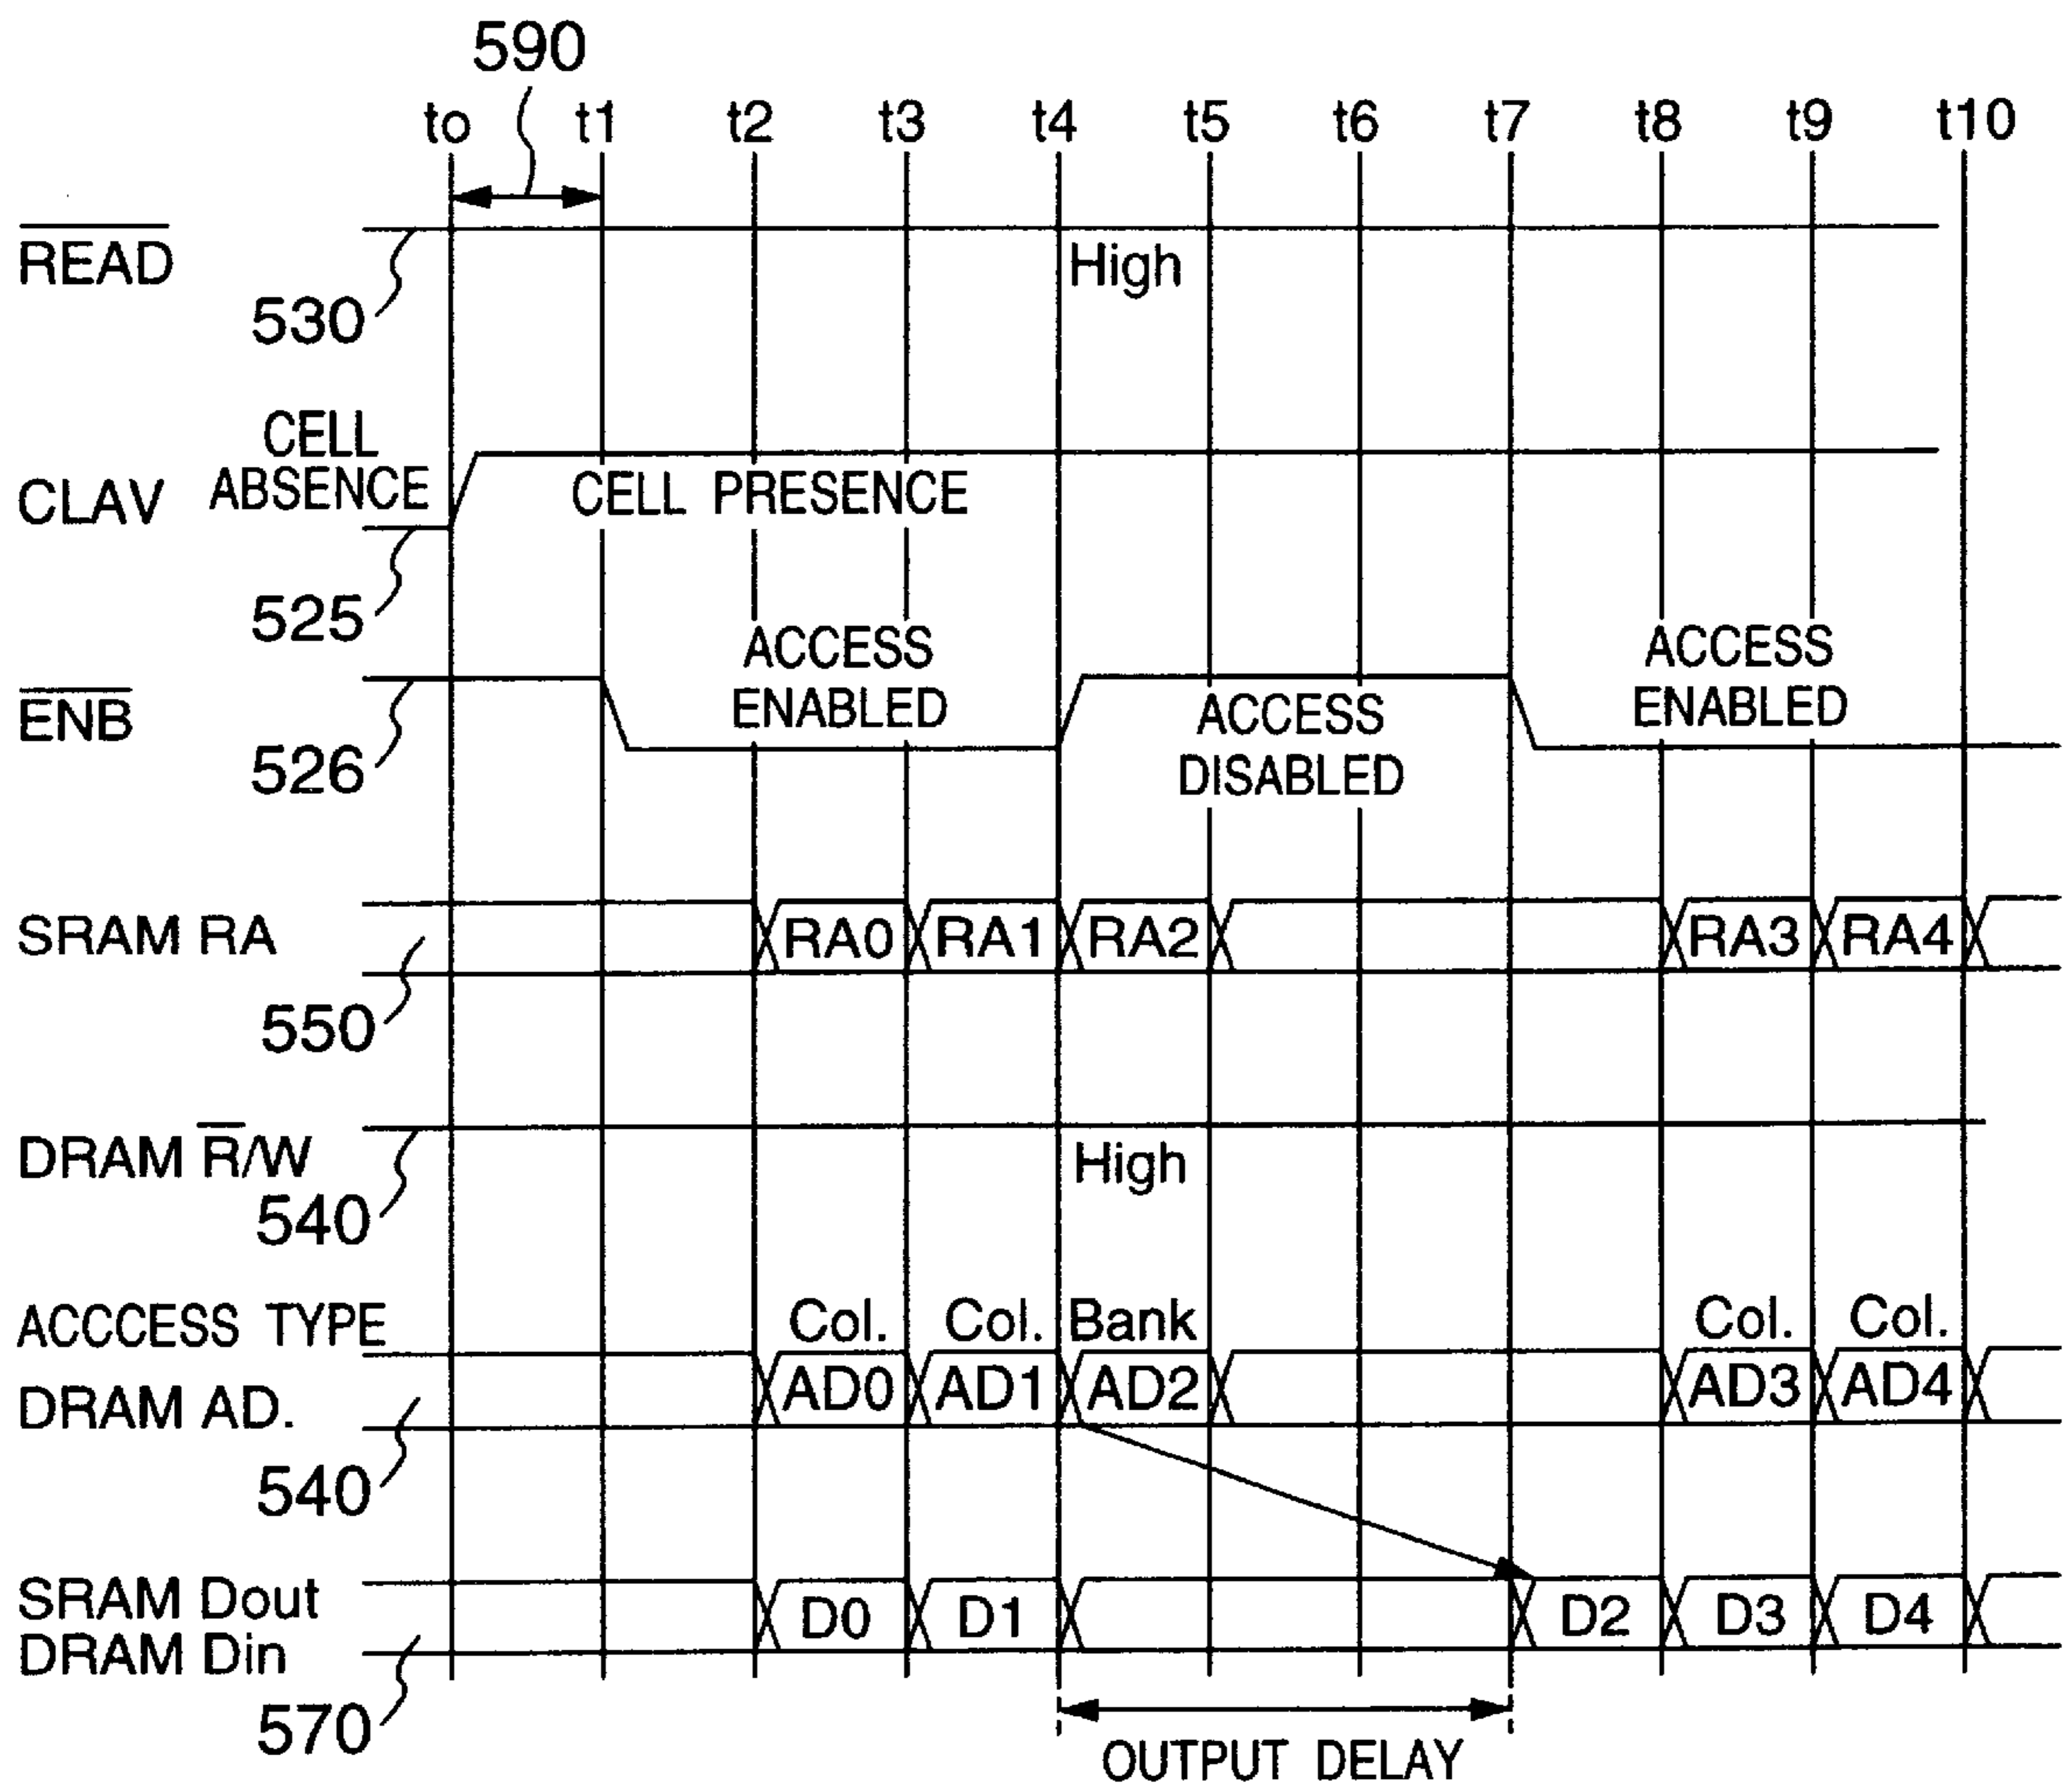 590
to t1 t2 t3 t4 t5 t6 t7 t8 t9 t10
READ
High
530
CELL
ABSENCE
CLAV
CELL PRESENCE
525
ACCESS
ENABLED
ACCESS
DISABLED
ACCESS
ENABLED
ENB
526
SRAM RA
RA0 RA1 RA2 RA3 RA4
550
DRAM R/W
High
540
ACCCESS TYPE
Col. Col. Bank Col. Col.
DRAM AD.
AD0 AD1 AD2 AD3 AD4
540
SRAM Dout
DRAM Din
D0 D1 D2 D3 D4
570
OUTPUT DELAY